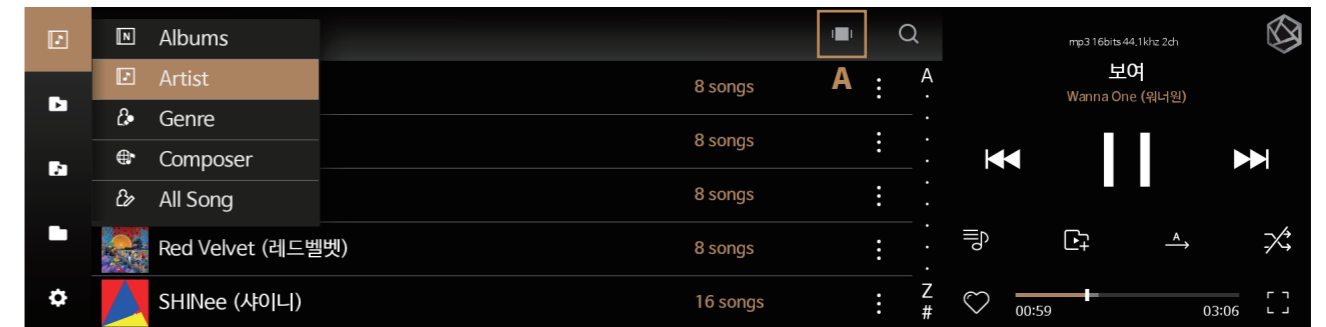 N Albums
Artist
Genre
Composer
All Song
A
8 songs
8 songs
8 songs
Red Velvet (레드벨벳)
8 songs
SHINee (샤이니)
16 songs
A
Z
#
mp3 16bits 44,1khz 2ch
보여
Wanna One (워너원)
A
00:59
03:06